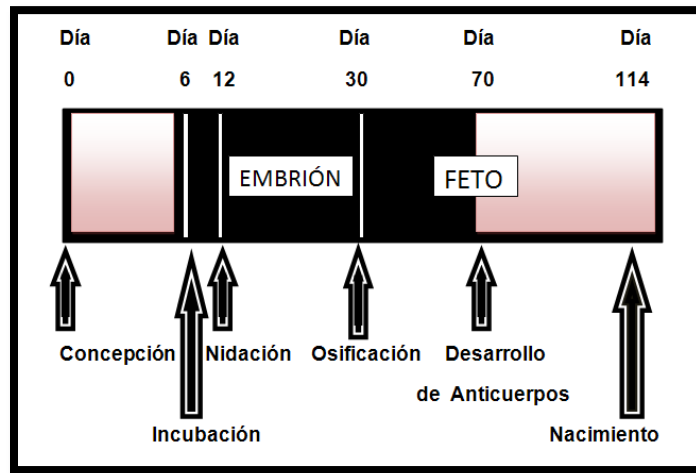 Día Día Día Día Día Día
0 6 12 30 70 114
EMBRIÓN FETO
Concepción Nidación Osificación Desarrollo
de Anticuerpos
Incubación Nacimiento